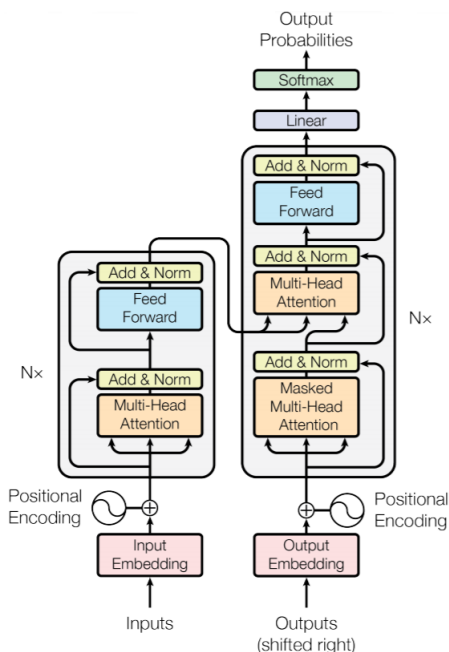 Output
Probabilities
Softmax
Linear
Add & Norm
Feed
Forward
Add & Norm
Multi-Head
Attention
Add & Norm
Masked
Multi-Head
Attention
N×
Add & Norm
Feed
Forward
Add & Norm
Multi-Head
Attention
N×
Positional
Encoding
Input
Embedding
Inputs
Positional
Encoding
Output
Embedding
Outputs
(shifted right)